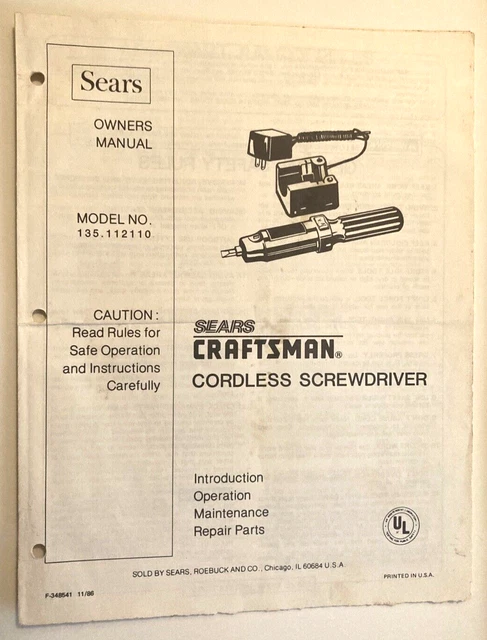 Sears
OWNERS
MANUAL
MODEL NO.
135.112110
CAUTION:
Read Rules for
Safe Operation
and Instructions
Carefully
SEARS
CRAFTSMAN®
CORDLESS SCREWDRIVER
Introduction
Operation
Maintenance
Repair Parts
UL
SOLD BY SEARS, ROEBUCK AND CO., Chicago, IL 60684 U.S.A
PRINTED IN U.S.A.
F-348641 11/86